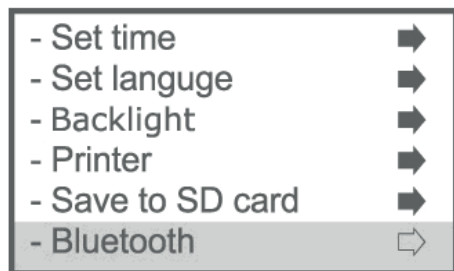 - Set time
- Set languge
- Backlight
- Printer
- Save to SD card
- Bluetooth